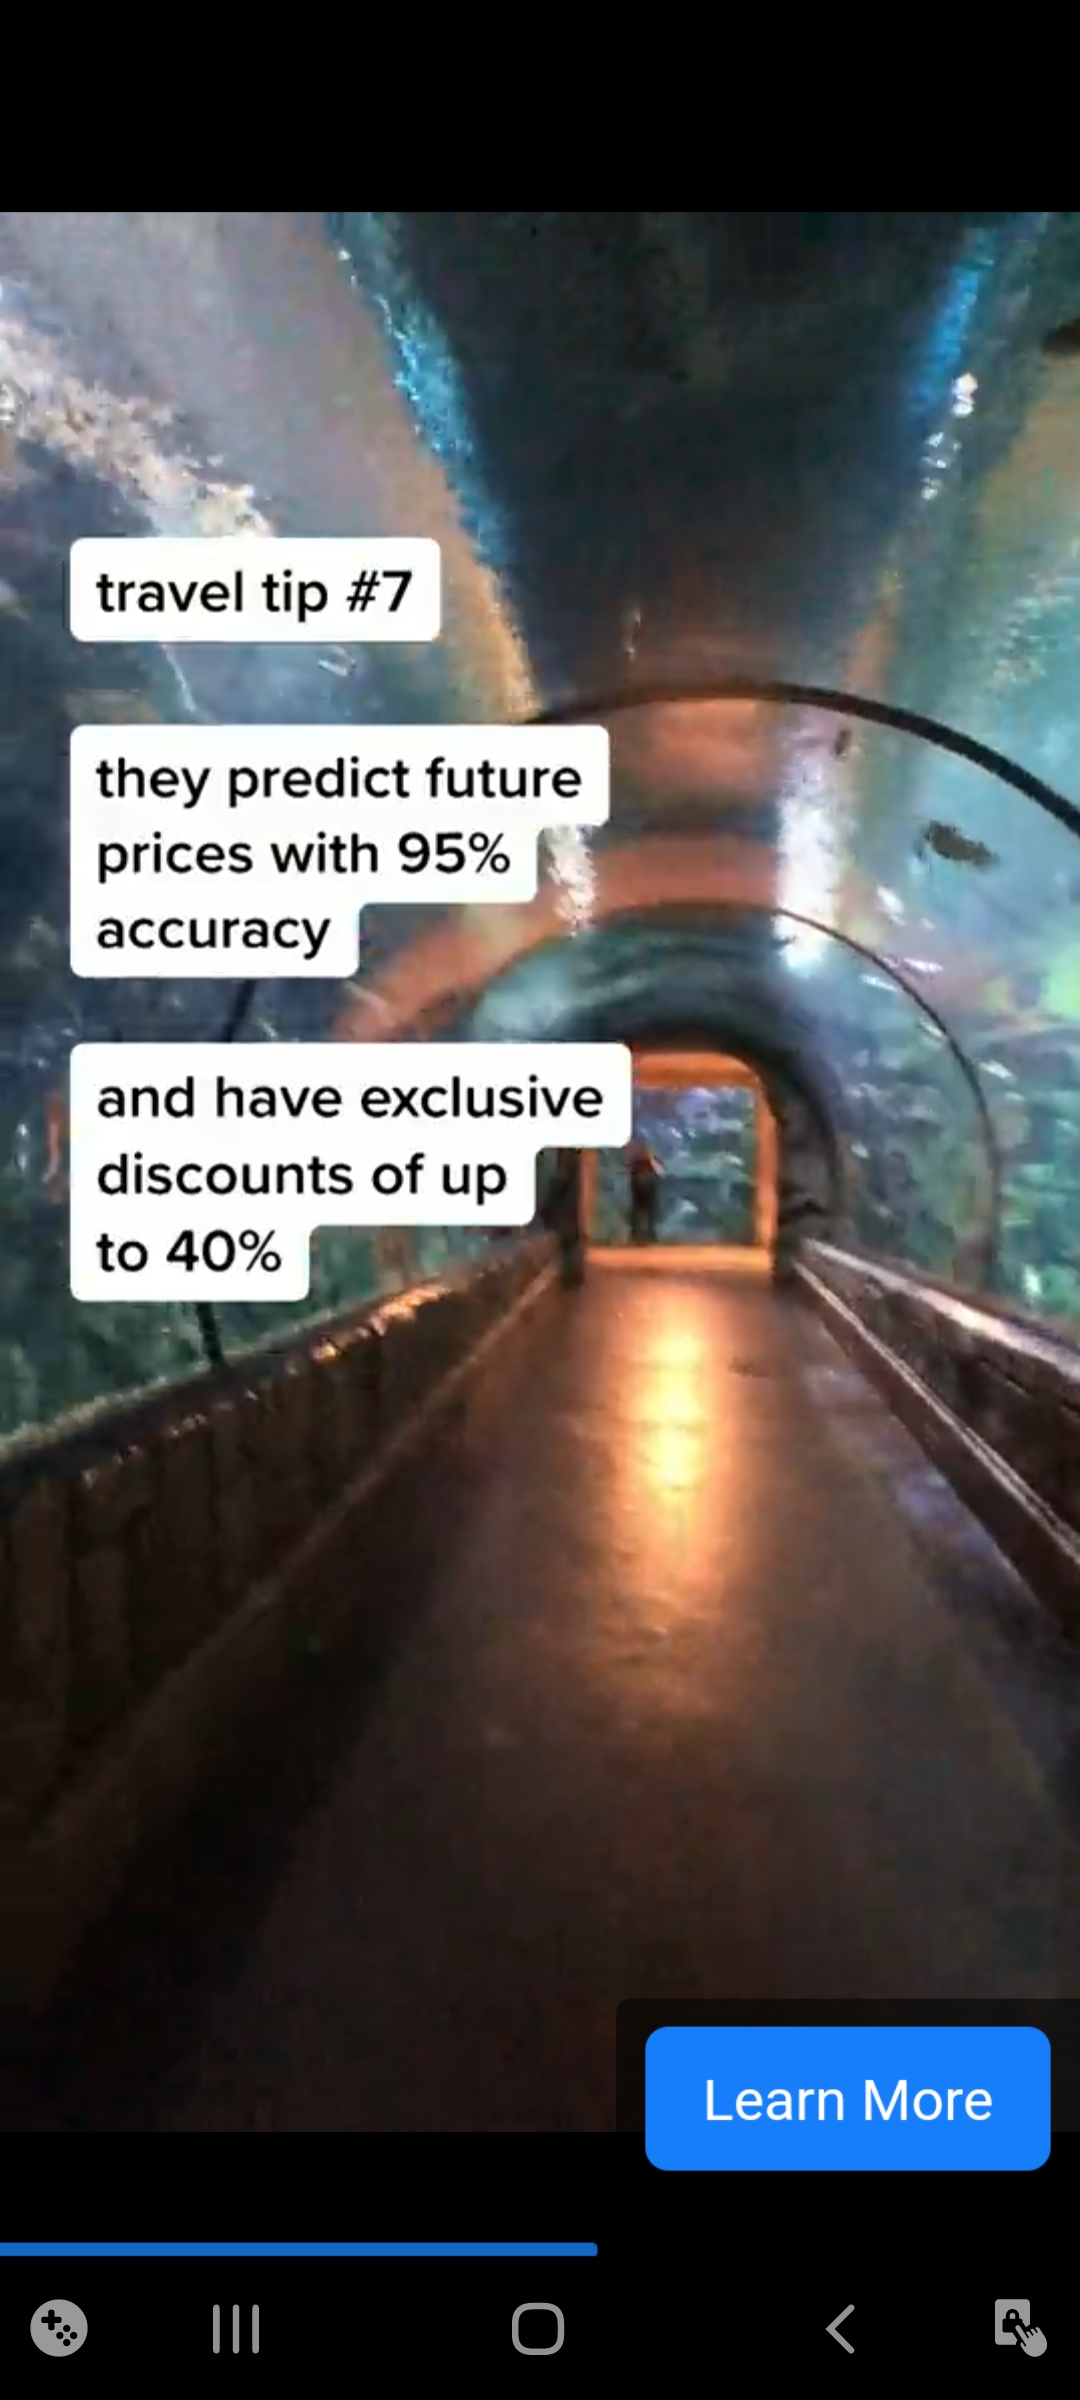 travel tip #7
they predict future
prices with 95%
accuracy
and have exclusive
discounts of up
to 40%
Learn More